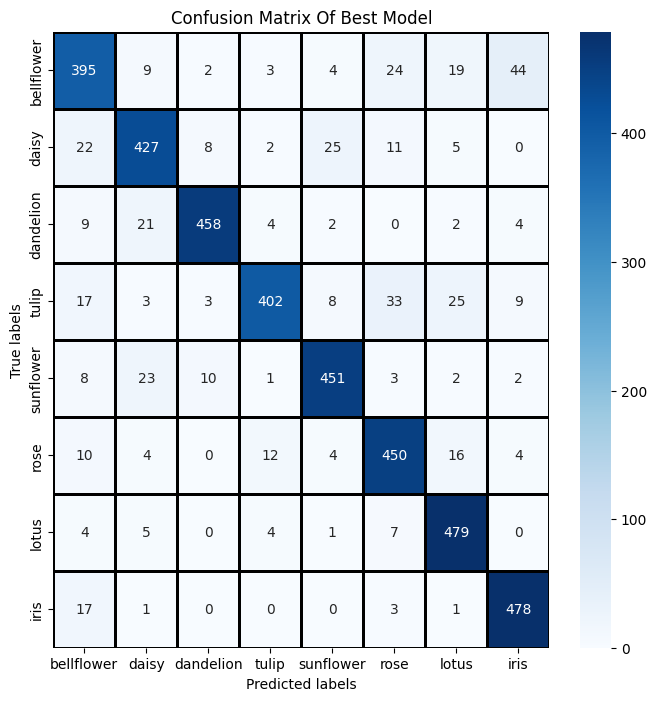 Confusion Matrix Of Best Model
bellflower 395 9 2 3 4 24 19 44
daisy 22 427 8 2 25 11 5 0
dandelion 9 21 458 4 2 0 2 4
tulip 17 3 3 402 8 33 25 9
sunflower 8 23 10 1 451 3 2 2
rose 10 4 0 12 4 450 16 4
lotus 4 5 0 4 1 7 479 0
iris 17 1 0 0 0 3 1 478
bellflower daisy dandelion tulip sunflower rose lotus iris
Predicted labels
True labels
400
300
200
100
0